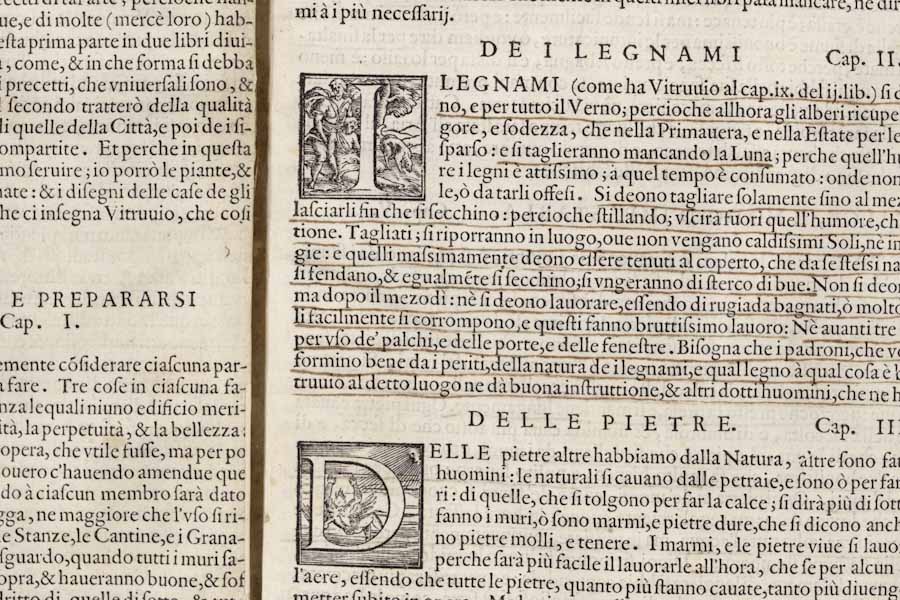 ue, e di molte (mercè loro) hab-
esta prima parte in due libri diui-
, come, & in che forma si debba
i precetti, che vniuersali sono, &
l secondo tratterò della qualità
li quelle della Città, e poi de i si-
compartite. Et perche in questa
mo seruire; io porrò le piante, &
nate: & i disegni delle case de gli
he ci insegna Vitruuio, che così
E PREPARARSI
Cap. I.
emente cósiderare ciascuna par-
a fare. Tre cose in ciascuna fa-
nza lequali niuno edificio meri-
ità, la perpetuità, & la bellezza:
opera, che vtile fusse, ma per po
ouero c'hauendo amendue que
do à ciascun membro sarà dato
gga, ne maggiore che l'vso si ri-
e Stanze, le Cantine, e i Grana-
sguardo, quando tutti i muri sa-
opra, & haueranno buone, & sof
mi à i più necessarij.
DE I LEGNAMI Cap. II.
I LEGNAMI (come ha Vitruuio al cap. ix. del ij. lib.) si d
nò, e per tutto il Verno; percioche allhora gli alberi ricupe
gore, e sodezza, che nella Primauera, e nella Estate per le
sparso: e si taglieranno mancando la Luna; perche quell'hu
re i legni è attissimo; à quel tempo è consumato: onde non
le, ò da tarli offesi. Si deono tagliare solamente sino al mez
lasciarli fin che si secchino: percioche stillando; vscirà fuori quell'humore, ch
tione. Tagliati; si riporranno in luogo, oue non vengano caldissimi Soli, nè in
gie: e quelli massimamente deono essere tenuti al coperto, che da se stessi na
si fendano, & egualméte si secchino; si vngeranno di sterco di bue. Non si deo
ma dopo il mezodì: nè si deono lauorare, essendo di rugiada bagnati, ò molto
li facilmente si corrompono, e questi fanno bruttissimo lauoro: Nè auanti tre
per vso de' palchi, e delle porte, e delle fenestre. Bisogna che i padroni, che vo
formino bene da i periti, della natura de i legnami, e qual legno à qual cosa è b
truuio al detto luogo ne dà buona instruttione, & altri dotti huomini, che ne h
DELLE PIETRE. Cap. III
DELLE pietre altre habbiamo dalla Natura, altre sono fa
huomini: le naturali si cauano dalle petraie, e sono ò per far
ri: di quelle, che si tolgono per far la calce; si dirà più di sott
fanno i muri, ò sono marmi, e pietre dure, che si dicono anch
no pietre molli, e tenere. I marmi, e le pietre viue si lauo
perche sarà più facile il lauorarle all'hora, che se per alcun
l'aere, essendo che tutte le pietre, quanto più stanno cauate, tanto più diueng